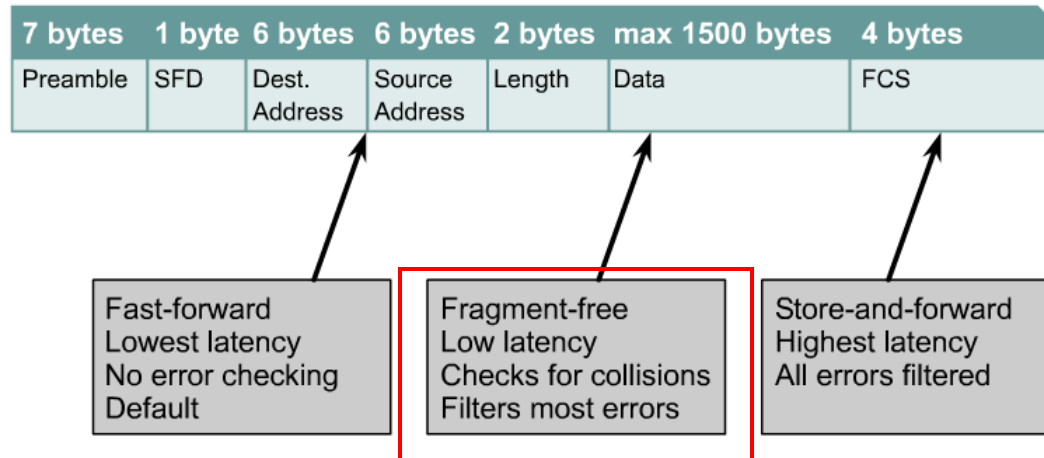 7 bytes 1 byte 6 bytes 6 bytes 2 bytes max 1500 bytes 4 bytes
Preamble SFD Dest. Source Length Data FCS
Address Address
Fast-forward
Lowest latency
No error checking
Default
Fragment-free
Low latency
Checks for collisions
Filters most errors
Store-and-forward
Highest latency
All errors filtered